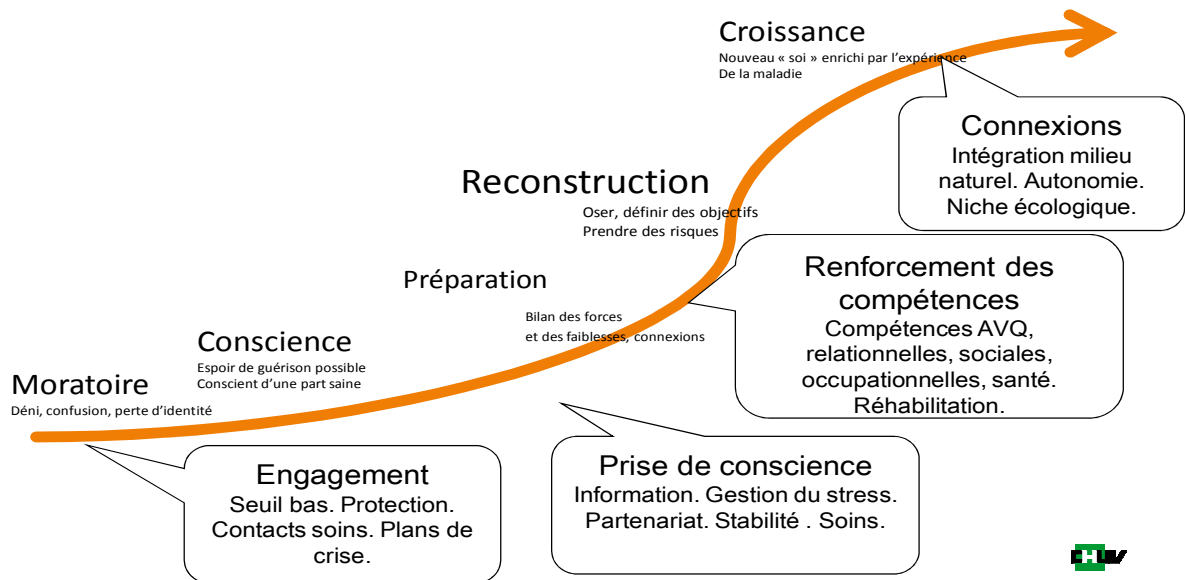 Croissance
Nouveau « soi » enrichi par l'expérience
De la maladie
Connexions
Intégration milieu
naturel. Autonomie.
Niche écologique.
Reconstruction
Oser, définir des objectifs
Prendre des risques
Renforcement des
compétences
Compétences AVQ,
relationnelles, sociales,
occupationnelles, santé.
Réhabilitation.
Préparation
Bilan des forces
et des faiblesses, connexions
Conscience
Espoir de guérison possible
Conscient d'une part saine
Moratoire
Déni, confusion, perte d'identité
Engagement
Seuil bas. Protection.
Contacts soins. Plans de
crise.
Prise de conscience
Information. Gestion du stress.
Partenariat. Stabilité . Soins.
CHUV